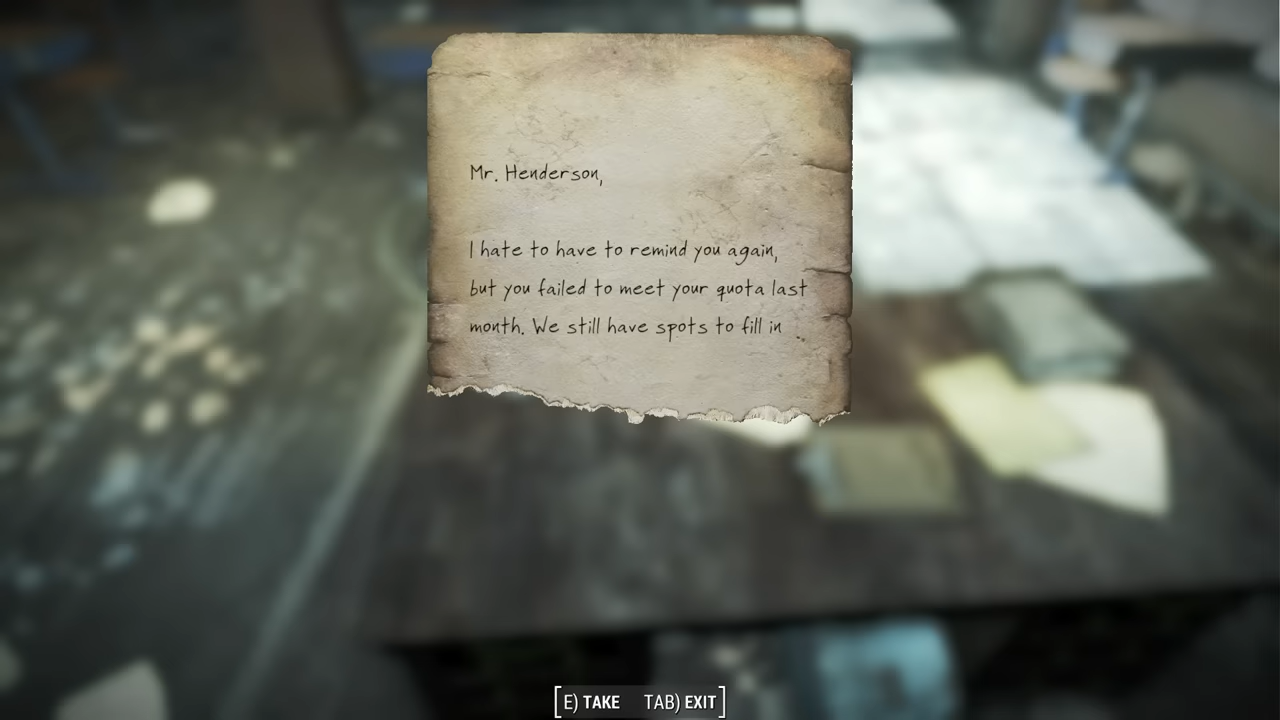 Mr. Henderson,
I hate to have to remind you again,
but you failed to meet your quota last
month. We still have spots to fill in
[E) TAKE TAB) EXIT]